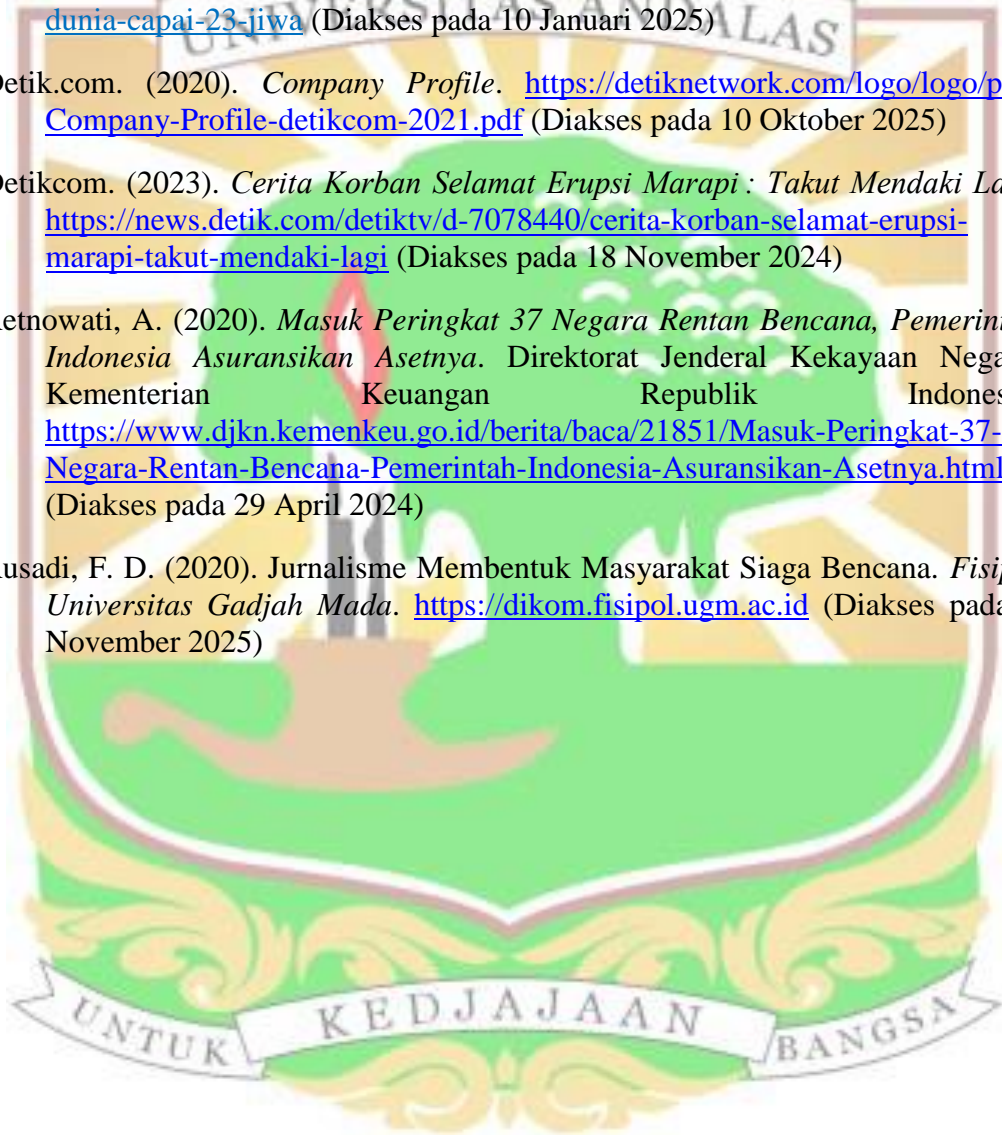 dunia-capai-23-jiwa (Diakses pada 10 Januari 2025)
UNIVERSITAS ANDALAS
Detik.com. (2020). Company Profile. https://detiknetwork.com/logo/logo/p
Company-Profile-detikcom-2021.pdf (Diakses pada 10 Oktober 2025)
Detikcom. (2023). Cerita Korban Selamat Erupsi Marapi : Takut Mendaki La
https://news.detik.com/detiktv/d-7078440/cerita-korban-selamat-erupsi-
marapi-takut-mendaki-lagi (Diakses pada 18 November 2024)
etnowati, A. (2020). Masuk Peringkat 37 Negara Rentan Bencana, Pemerin
Indonesia Asuransikan Asetnya. Direktorat Jenderal Kekayaan Nega
Kementerian Keuangan Republik Indones
https://www.djkn.kemenkeu.go.id/berita/baca/21851/Masuk-Peringkat-37-
Negara-Rentan-Bencana-Pemerintah-Indonesia-Asuransikan-Asetnya.html
(Diakses pada 29 April 2024)
usadi, F. D. (2020). Jurnalisme Membentuk Masyarakat Siaga Bencana. Fisip
Universitas Gadjah Mada. https://dikom.fisipol.ugm.ac.id (Diakses pada
November 2025)
UNTUK KEDJAJAAN BANGSA